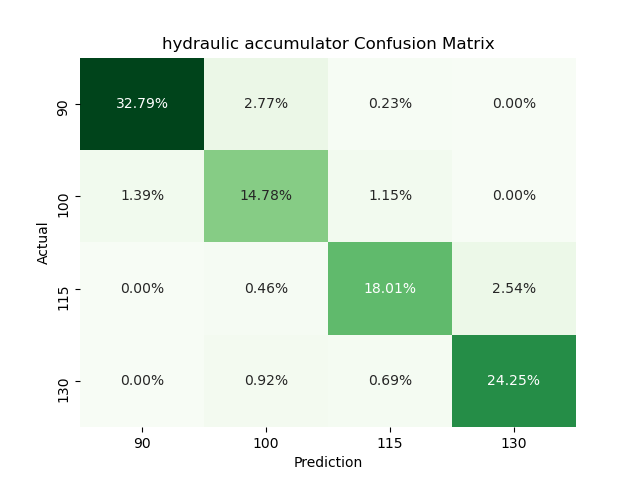 hydraulic accumulator Confusion Matrix
Actual
90 32.79% 2.77% 0.23% 0.00%
100 1.39% 14.78% 1.15% 0.00%
115 0.00% 0.46% 18.01% 2.54%
130 0.00% 0.92% 0.69% 24.25%
90 100 115 130
Prediction